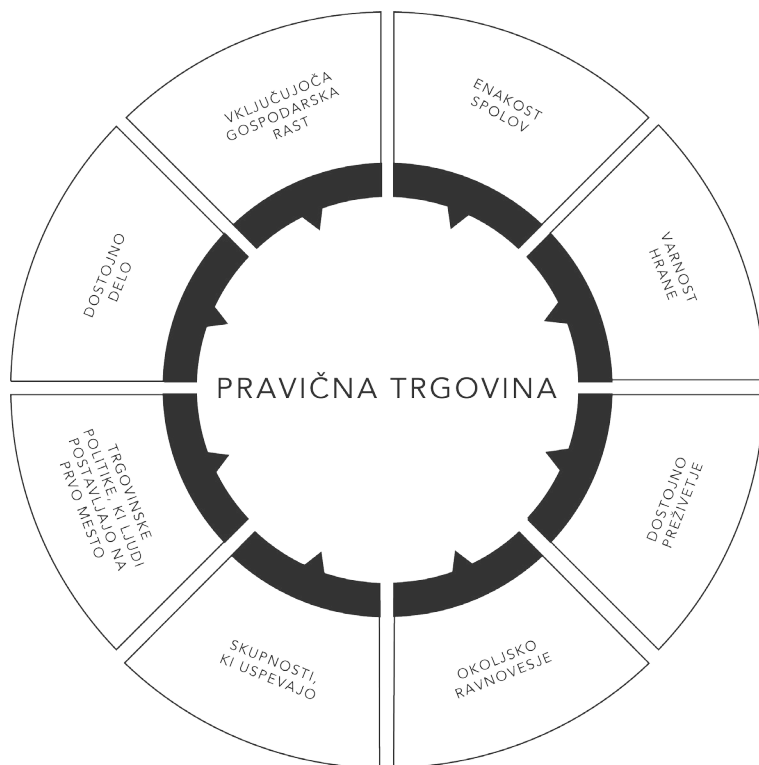 VKLJUČUJOČA
GOSPODARSKA
RAST
ENAKOST
SPOLOV
VARNOST
HRANE
DOSTOJNO
PREŽIVETJE
OKOLJSKO
RAVNOVESJE
SKUPNOSTI,
KI USPEVAJO
TRGOVINSKE
POLITIKE, KI LJUDI
POSTAVLJAJO NA
PRVO MESTO
DOSTOJNO
DELO
PRAVIČNA TRGOVINA